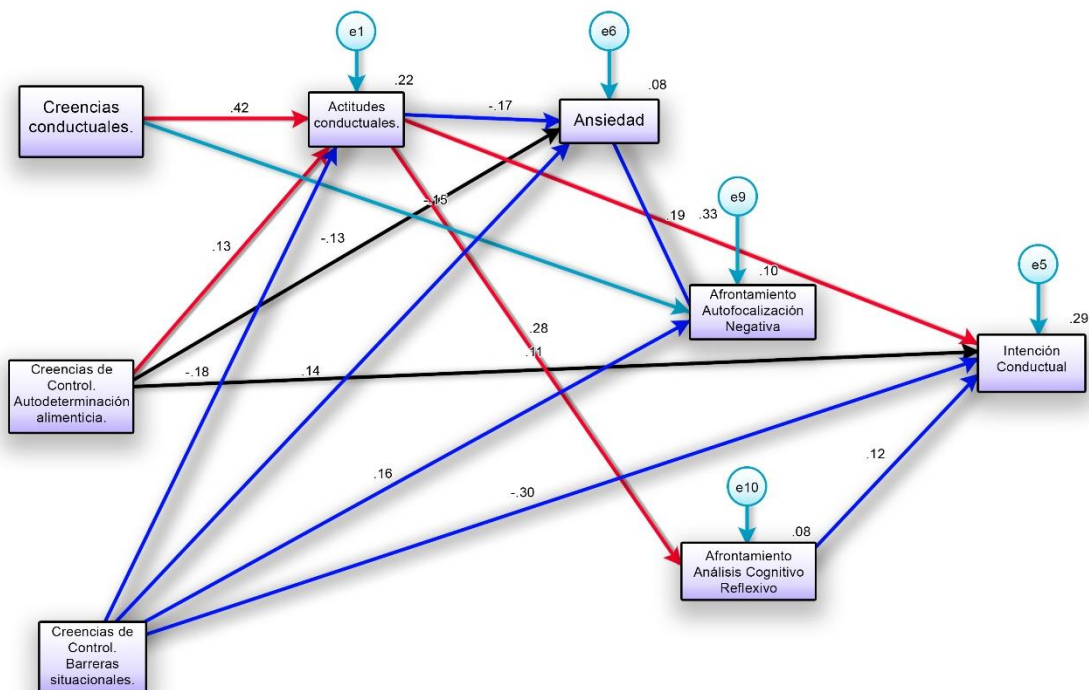 e1
e6
.22
.08
Creencias
conductuales.
.42
Actitudes
conductuales.
-.17
Ansiedad
e9
-.15
.19
.33
.13
-.13
e5
.10
Afrontamiento
Autofocalización
Negativa
.29
.28
.11
Intención
Conductual
Creencias de
Control.
Autodeterminación
alimenticia.
-.18
.14
.12
.16
-.30
e10
.08
Afrontamiento
Análisis Cognitivo
Reflexivo
Creencias de
Control.
Barreras
situacionales.